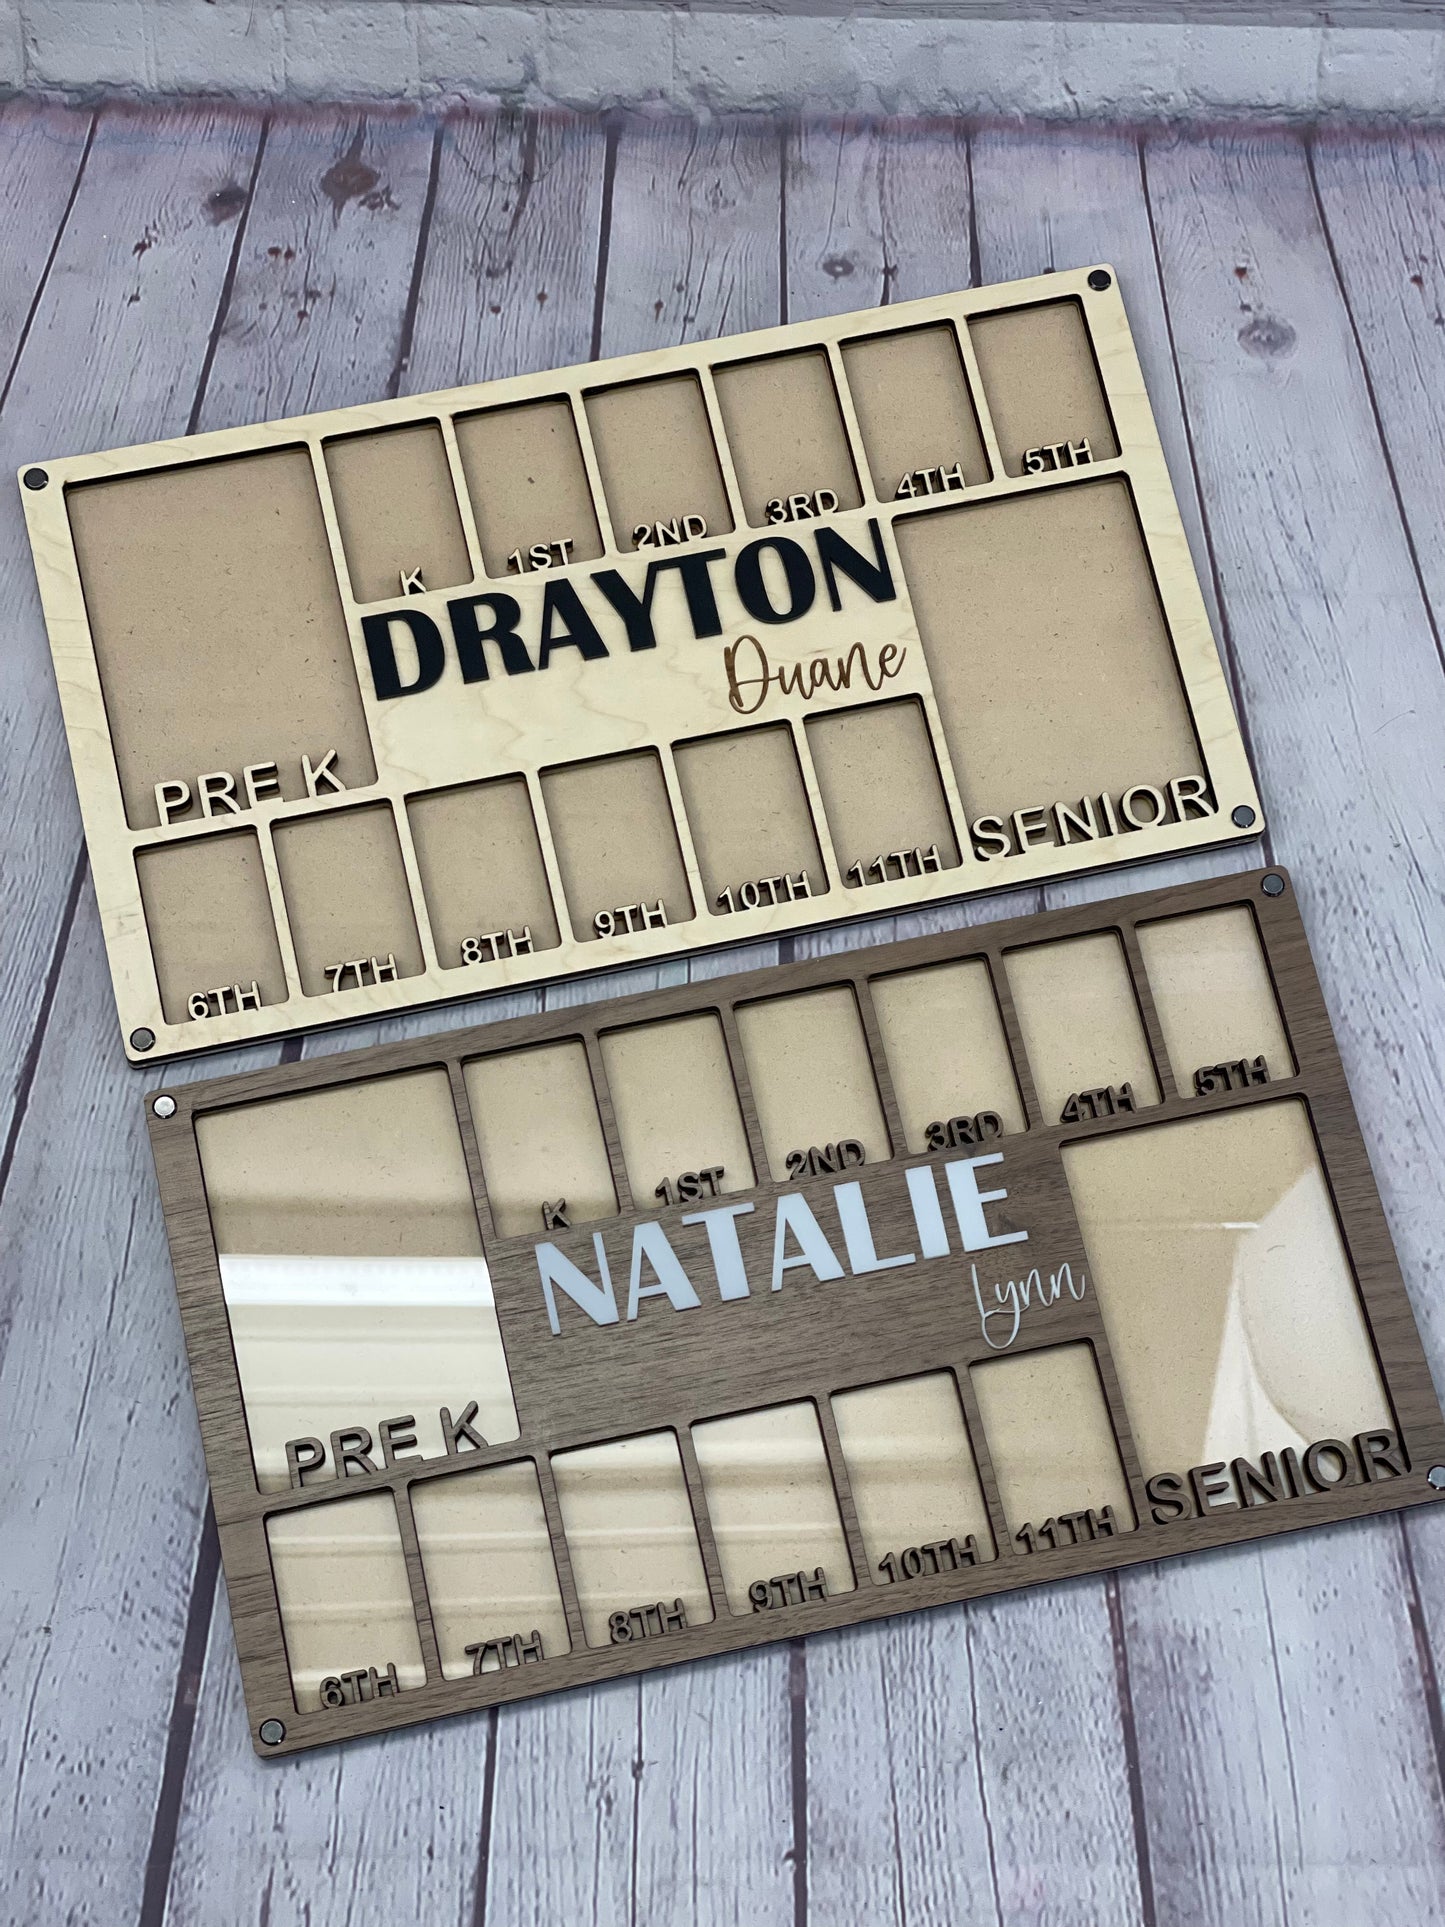 K 1ST 2ND 3RD 4TH 5TH
DRAYTON
Duane
PRE K
SENIOR
6TH 7TH 8TH 9TH 10TH 11TH
K 1ST 2ND 3RD 4TH 5TH
NATALIE
Lynn
PRE K
SENIOR
6TH 7TH 8TH 9TH 10TH 11TH